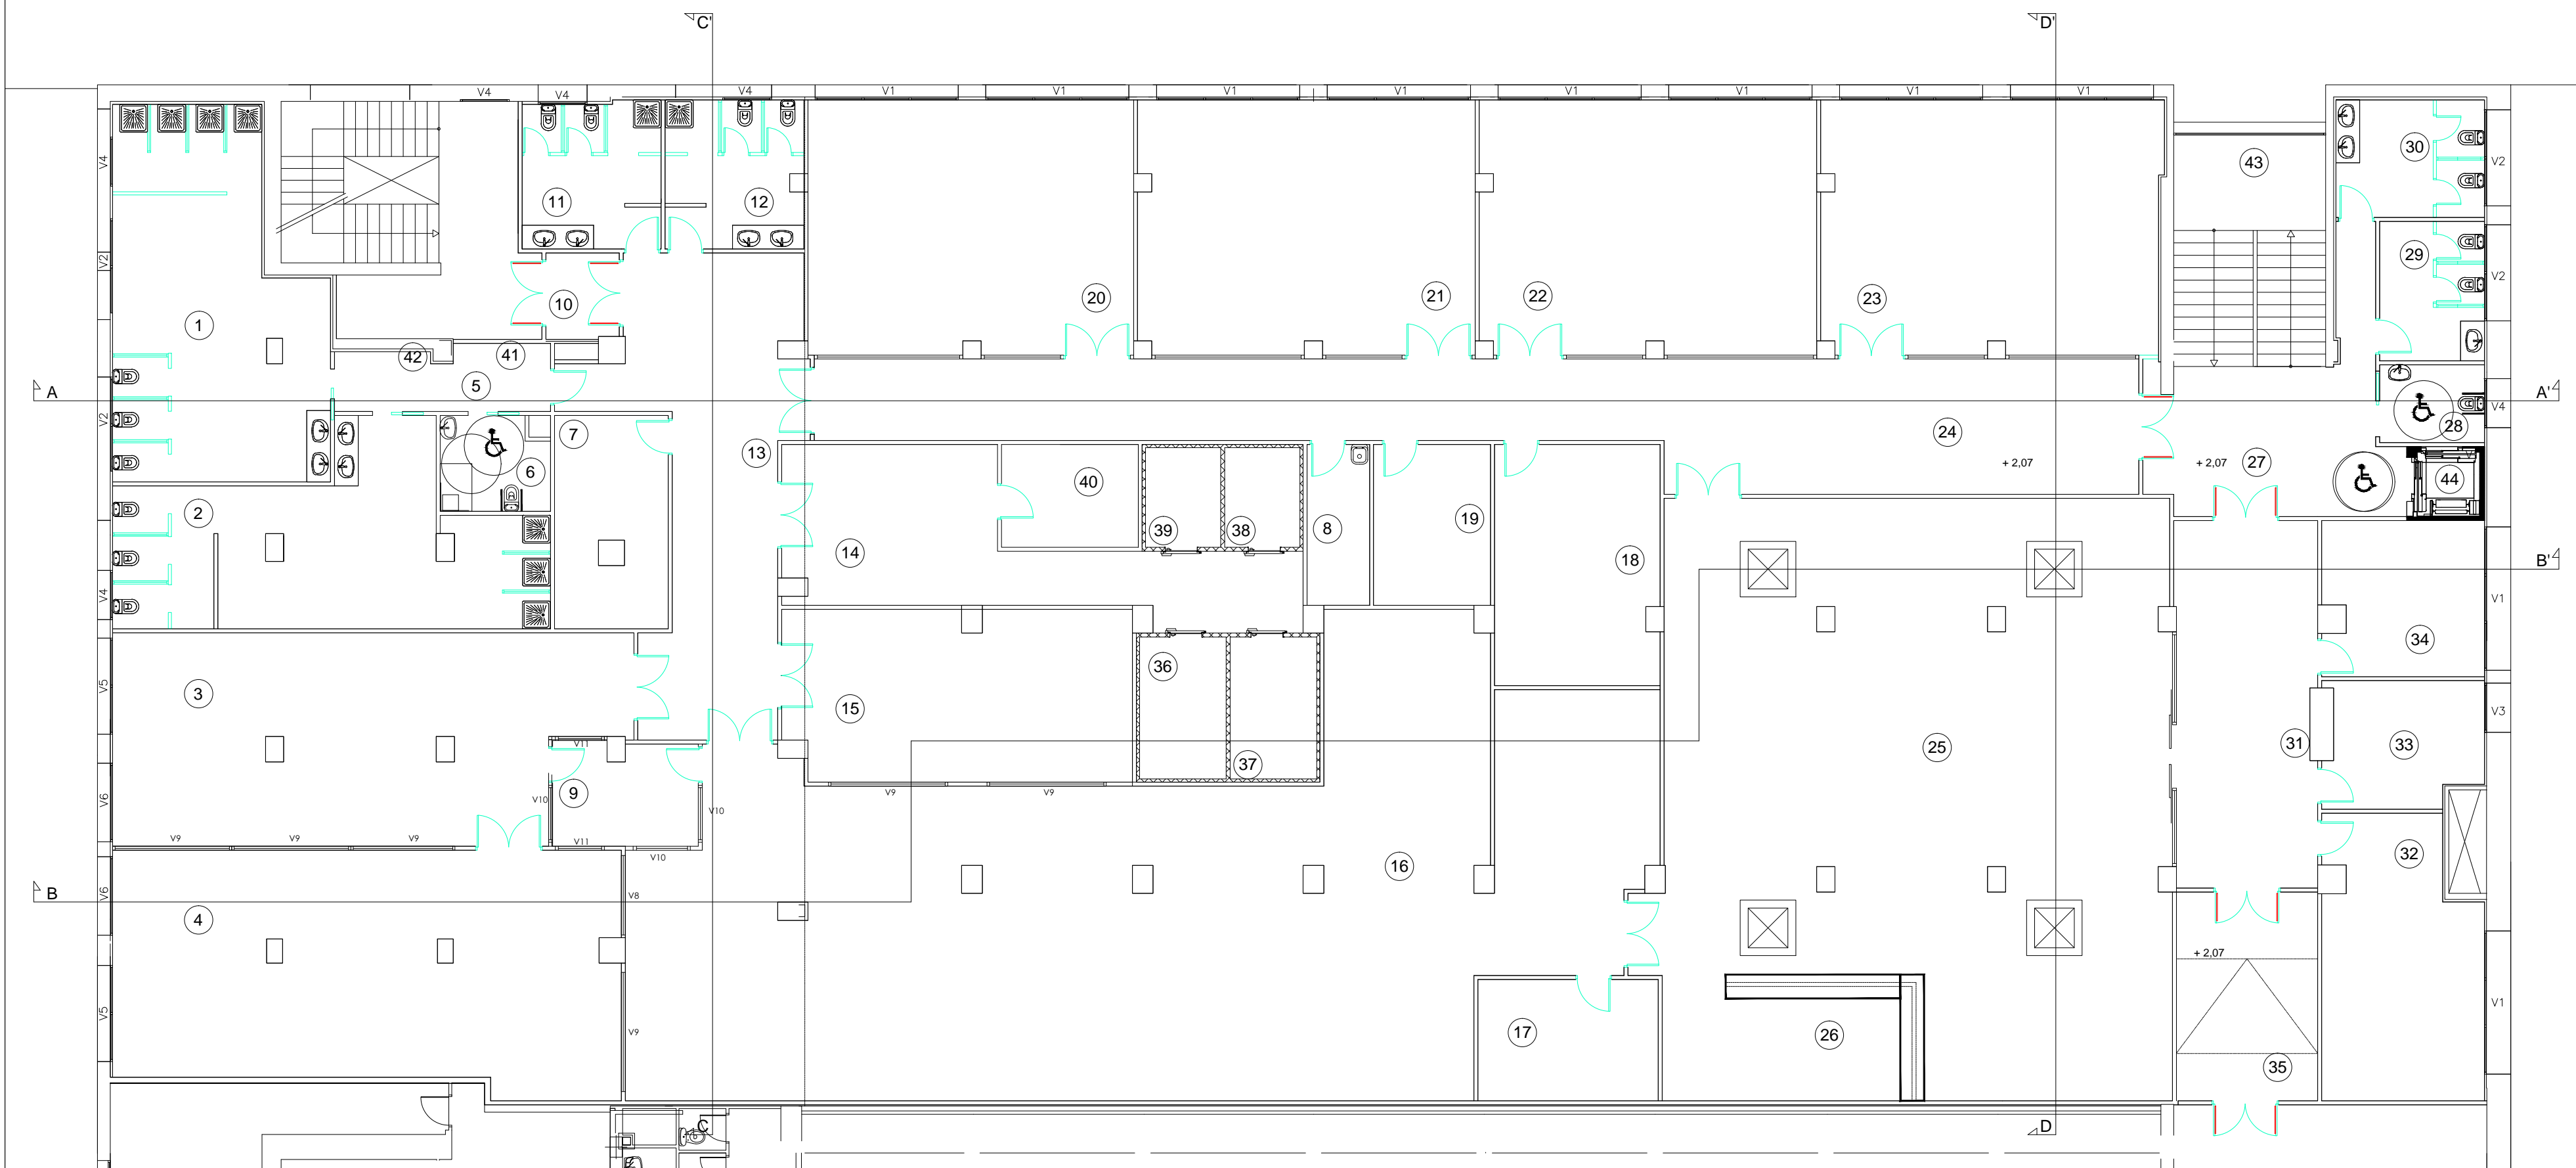 C'
D'
V4
V4
V4
V1
V1
V1
V1
V1
V1
V1
V1
V4
30
V2
43
11
12
29
V2
V2
10
20
21
22
23
1
42
41
5
A
A'
V2
V4
28
7
24
13
6
40
+ 2,07
+ 2,07
27
44
2
19
39
38
8
14
18
B'
V4
V1
34
36
3
V5
15
V3
V11
31
33
25
37
9
V6
V10
V9
V9
V10
V9
V9
V9
V11
V10
32
16
B
V6
V8
4
+ 2,07
V5
V1
V9
17
26
35
C
D